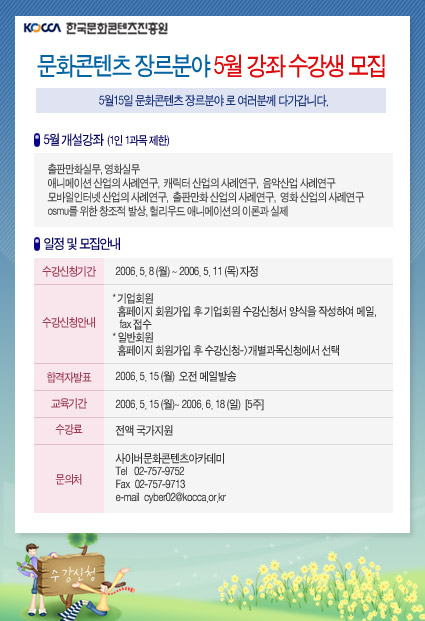 KOCCA 한국문화콘텐츠진흥원
문화콘텐츠 장르분야 5월 강좌 수강생 모집
5월15일 문화콘텐츠 장르분야 로 여러분께 다가갑니다.
5월 개설강좌 (1인 1과목 제한)
출판만화실무, 영화실무
애니메이션 산업의 사례연구, 캐릭터 산업의 사례연구, 음악산업 사례연구
모바일인터넷 산업의 사례연구, 출판만화 산업의 사례연구, 영화 산업의 사례연구
osmu를 위한 창조적 발상, 헐리우드 애니메이션의 이론과 실제
일정 및 모집안내
수강신청기간 2006. 5. 8 (월) ~ 2006. 5. 11 (목) 자정
수강신청안내
* 기업회원
홈페이지 회원가입 후 기업회원 수강신청서 양식을 작성하여 메일,
fax 접수
* 일반회원
홈페이지 회원가입 후 수강신청->개별과목신청에서 선택
합격자발표 2006. 5. 15 (월) 오전 메일발송
교육기간 2006. 5. 15 (월)~ 2006. 6. 18 (일) [5주]
수강료 전액 국가지원
문의처
사이버문화콘텐츠아카데미
Tel 02-757-9752
Fax 02-757-9713
e-mail cyber02@kocca.or.kr
수강신청